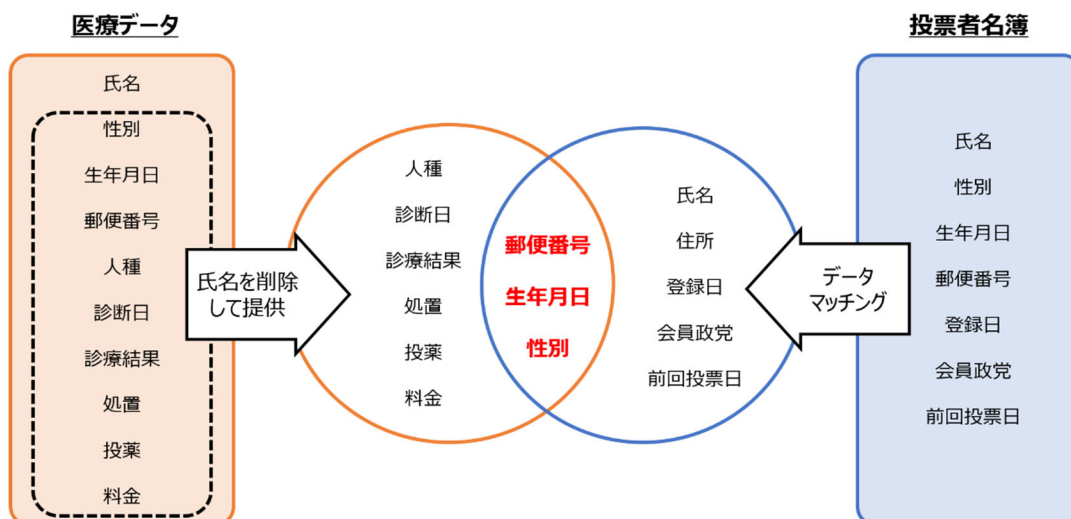 医療データ
氏名
性別
生年月日
郵便番号
人種
診断日
診療結果
処置
投薬
料金
氏名を削除
して提供
人種
診断日
診療結果
処置
投薬
料金
郵便番号
生年月日
性別
氏名
住所
登録日
会員政党
前回投票日
データ
マッチング
投票者名簿
氏名
性別
生年月日
郵便番号
登録日
会員政党
前回投票日